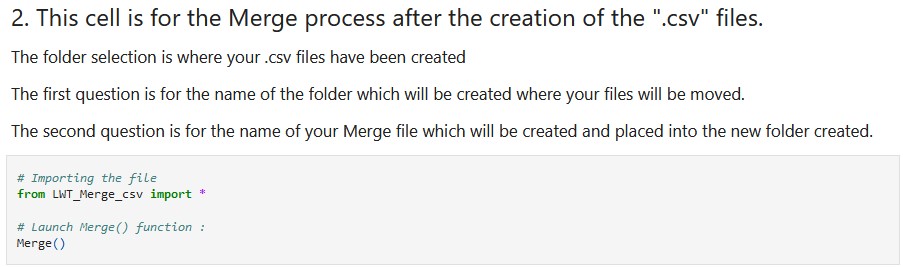 2. This cell is for the Merge process after the creation of the ".csv" files.
The folder selection is where your .csv files have been created
The first question is for the name of the folder which will be created where your files will be moved.
The second question is for the name of your Merge file which will be created and placed into the new folder created.
# Importing the file
from LWT_Merge_csv import *
# Launch Merge() function :
Merge()